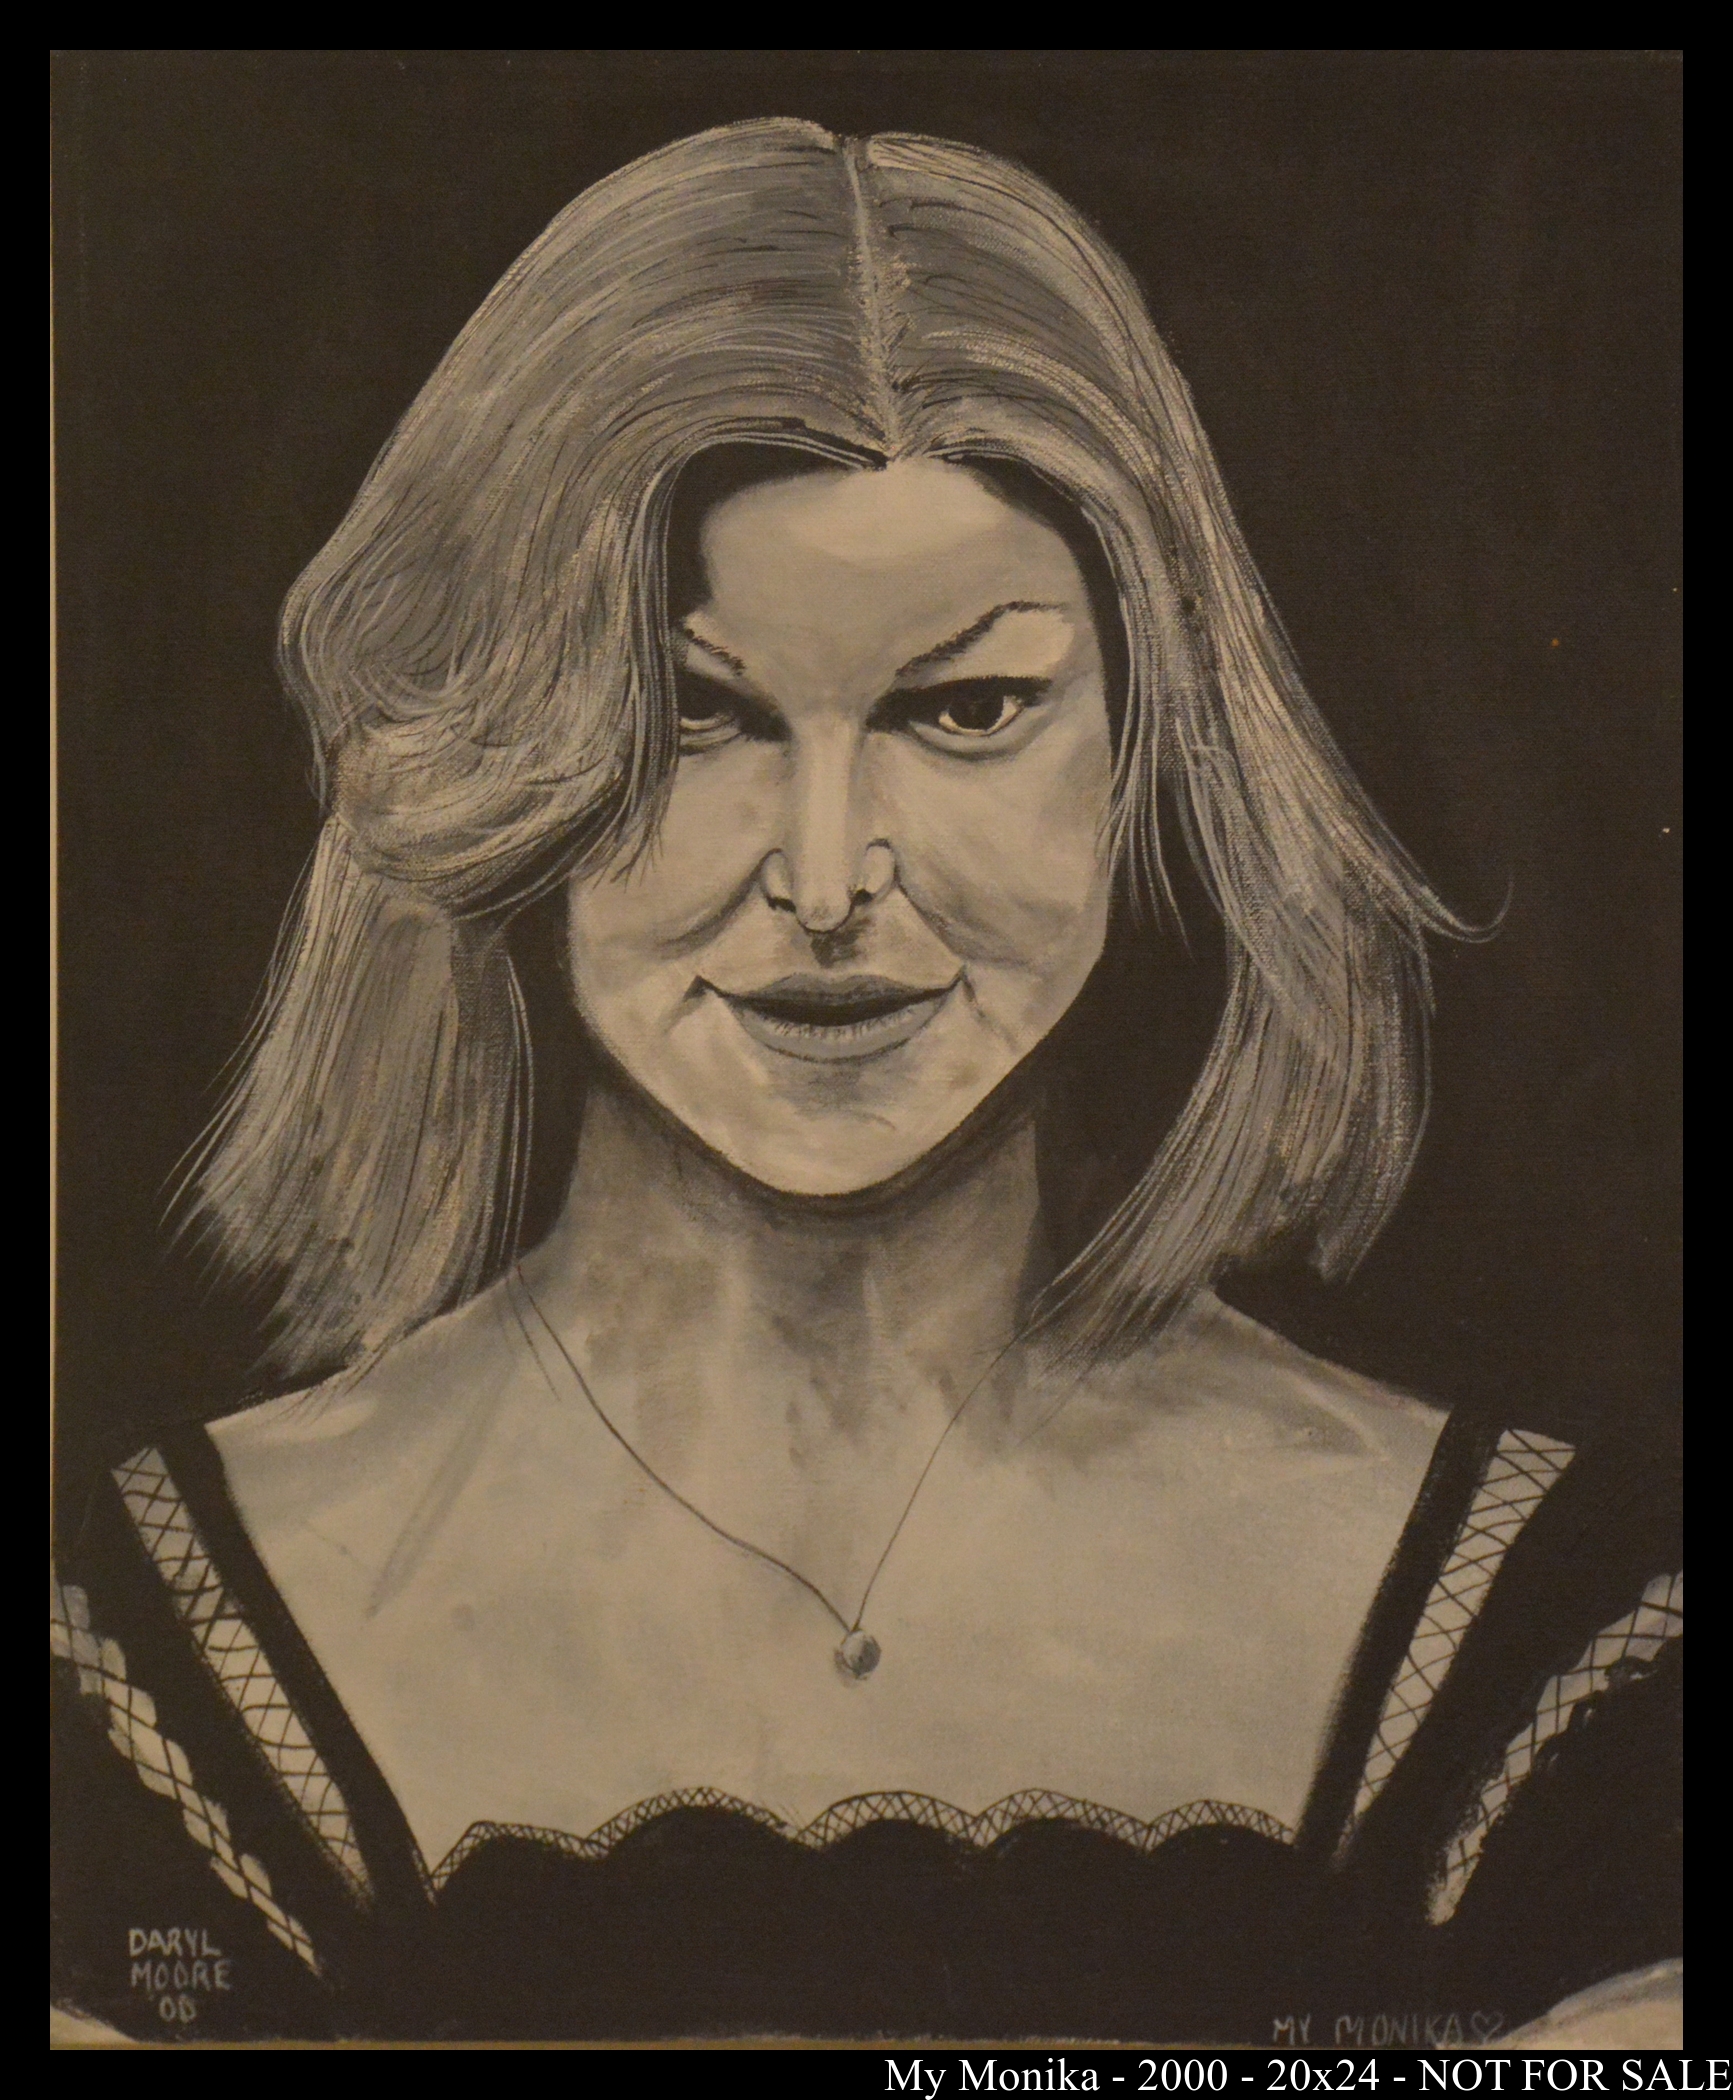 DARYL
MOORE
'00
MY MONIKA♡
My Monika - 2000 - 20x24 - NOT FOR SALE